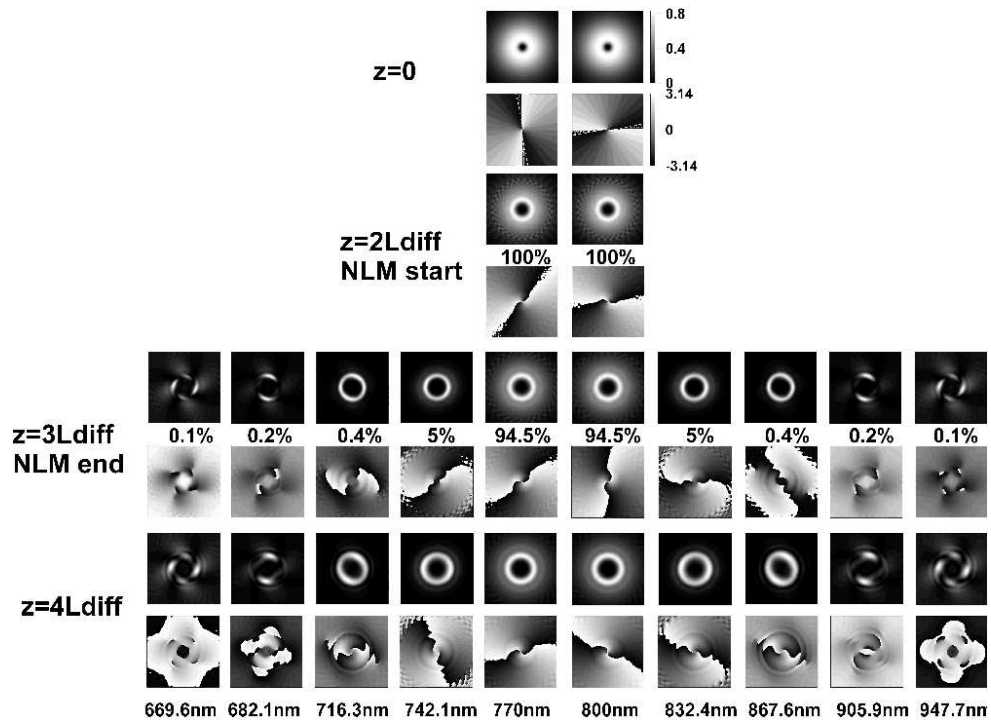 0.8
z=0
0.4
0
3.14
0
-3.14
z=2Ldiff
NLM start
100% 100%
z=3Ldiff
NLM end
0.1% 0.2% 0.4% 5% 94.5% 94.5% 5% 0.4% 0.2% 0.1%
z=4Ldiff
669.6nm 682.1nm 716.3nm 742.1nm 770nm 800nm 832.4nm 867.6nm 905.9nm 947.7nm